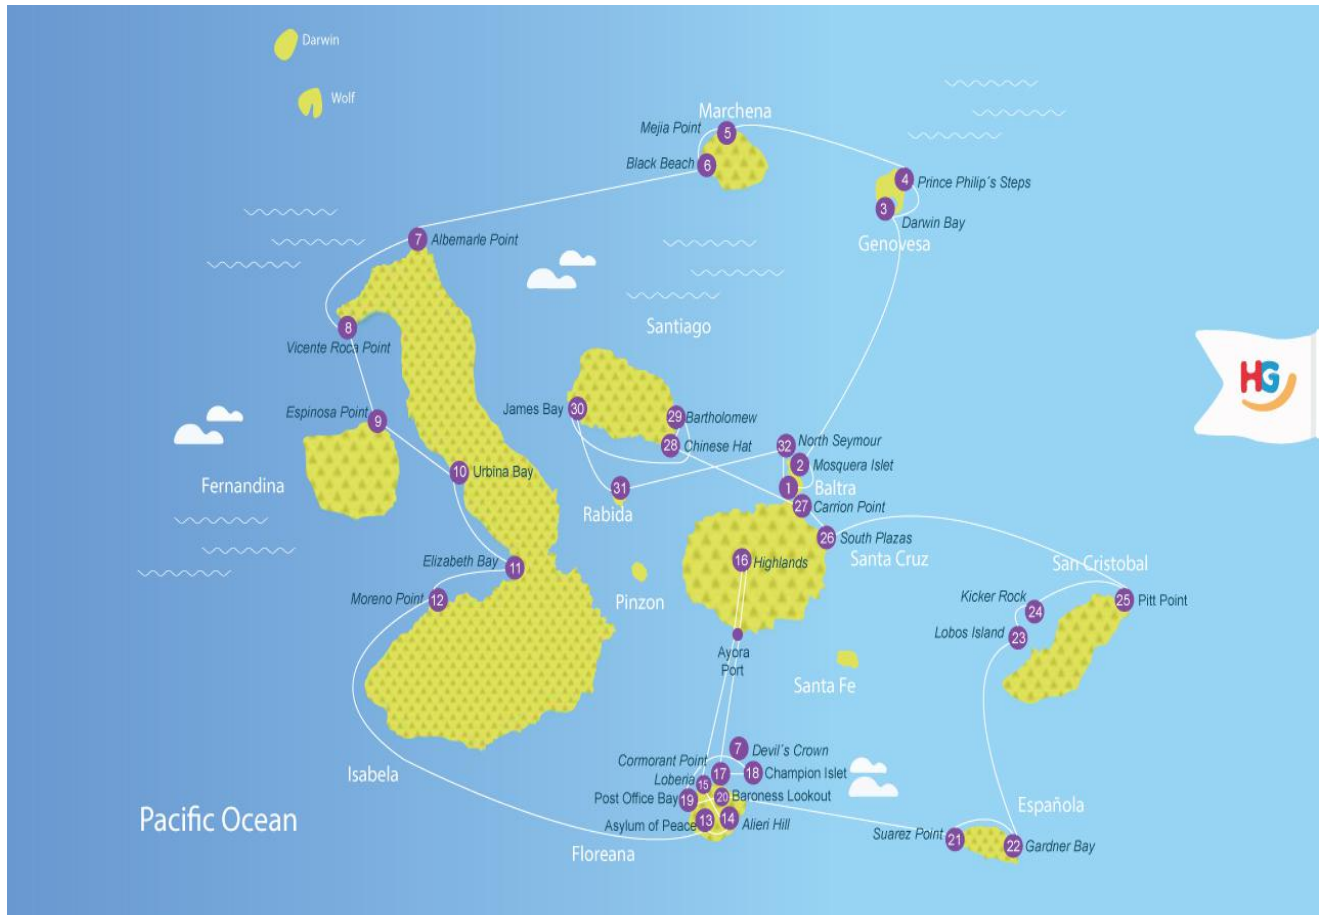 Darwin
Wolf
Marchena
Mejia Point
5
Black Beach
6
4
Prince Philip´s Steps
3
Darwin Bay
Genovesa
7
Albemarle Point
Santiago
8
Vicente Roca Point
HG
James Bay
30
29
Bartholomew
Espinosa Point
9
28
Chinese Hat
32
North Seymour
2
Mosquera Islet
10
Urbina Bay
Fernandina
31
Rabida
1
Baltra
27
Carrion Point
26
South Plazas
Santa Cruz
16
Highlands
San Cristobal
Elizabeth Bay
11
Moreno Point
12
Pinzon
Kicker Rock
24
25
Pitt Point
Lobos Island
23
Ayora
Port
Santa Fe
7
Devil´s Crown
Cormorant Point
17
18
Champion Islet
Isabela
Loberia
15
Post Office Bay
19
20
Baroness Lookout
Española
Pacific Ocean
Asylum of Peace
13
14
Alieri Hill
Suarez Point
21
22
Gardner Bay
Floreana